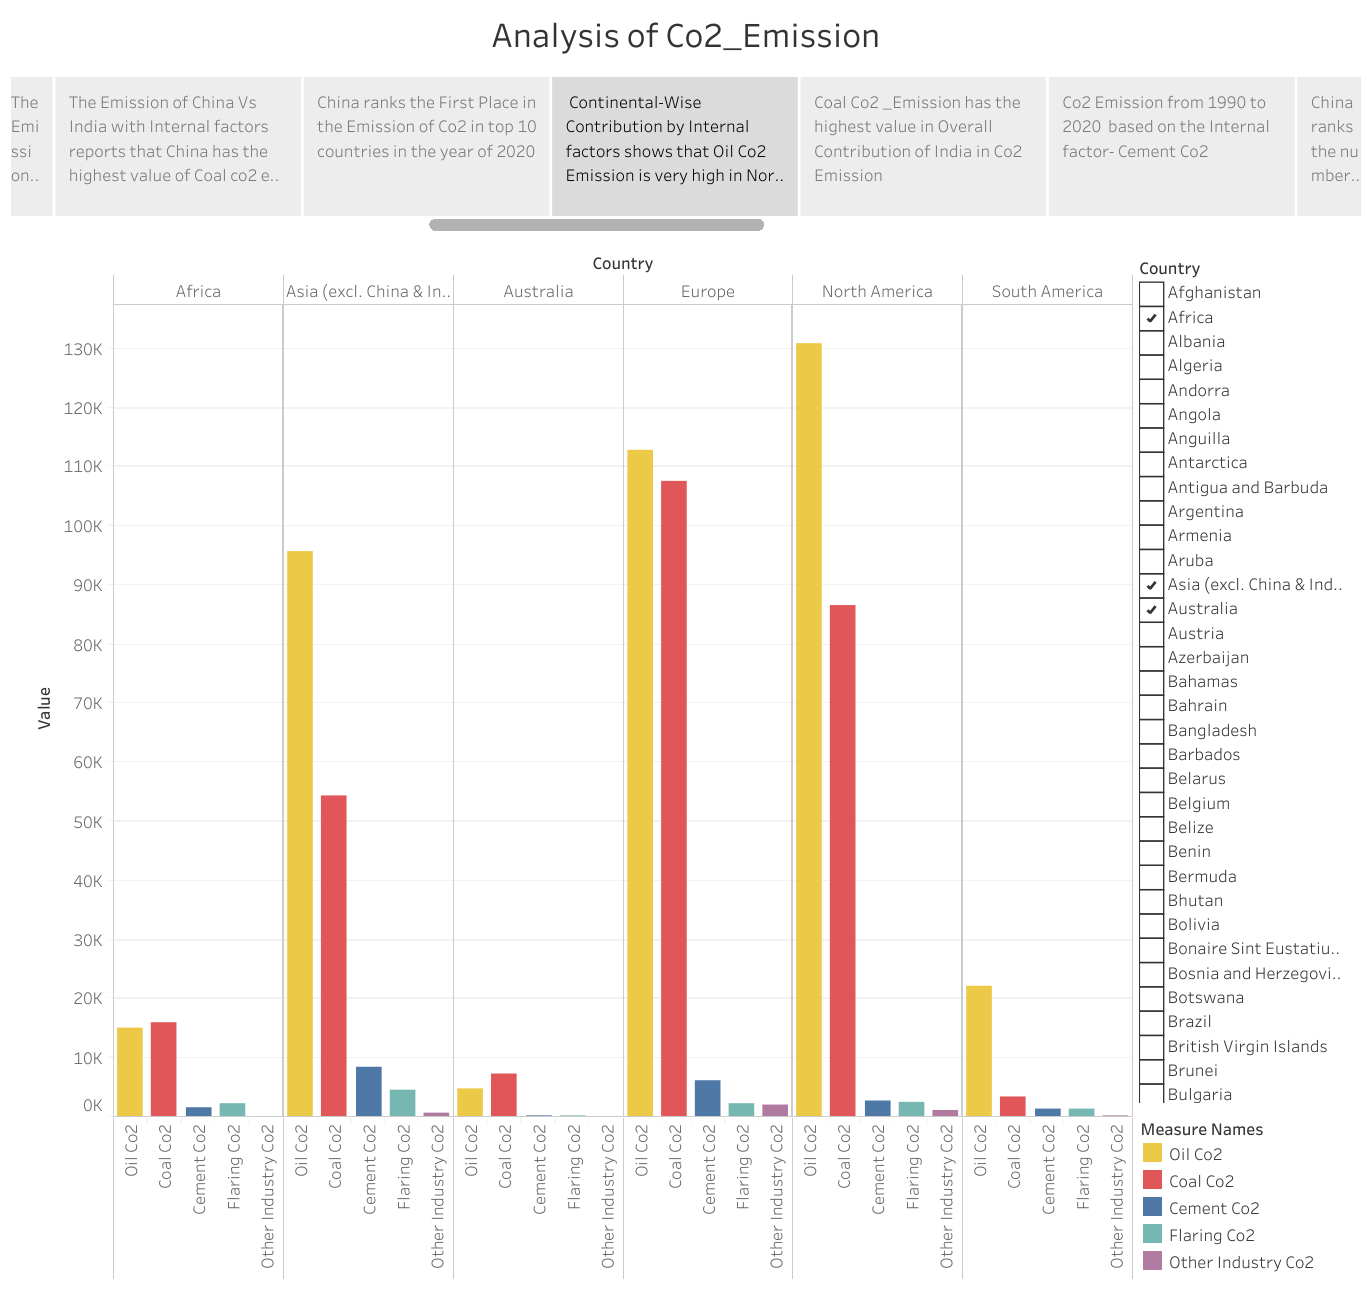 Analysis of Co2_Emission
The
Emi
ssi
on..
The Emission of China Vs
India with Internal factors
reports that China has the
highest value of Coal co2 e..
China ranks the First Place in
the Emission of Co2 in top 10
countries in the year of 2020
Continental-Wise
Contribution by Internal
factors shows that Oil Co2
Emission is very high in Nor..
Coal Co2 _Emission has the
highest value in Overall
Contribution of India in Co2
Emission
Co2 Emission from 1990 to
2020 based on the Internal
factor- Cement Co2
China
ranks
the nu
mber..
Country
Africa
Asia (excl. China & In..
Australia
Europe
North America
South America
Value
130K
120K
110K
100K
90K
80K
70K
60K
50K
40K
30K
20K
10K
0K
Oil Co2
Coal Co2
Cement Co2
Flaring Co2
Other Industry Co2
Oil Co2
Coal Co2
Cement Co2
Flaring Co2
Other Industry Co2
Oil Co2
Coal Co2
Cement Co2
Flaring Co2
Other Industry Co2
Oil Co2
Coal Co2
Cement Co2
Flaring Co2
Other Industry Co2
Oil Co2
Coal Co2
Cement Co2
Flaring Co2
Other Industry Co2
Oil Co2
Coal Co2
Cement Co2
Flaring Co2
Other Industry Co2
Country
Afghanistan
Africa
Albania
Algeria
Andorra
Angola
Anguilla
Antarctica
Antigua and Barbuda
Argentina
Armenia
Aruba
Asia (excl. China & Ind..
Australia
Austria
Azerbaijan
Bahamas
Bahrain
Bangladesh
Barbados
Belarus
Belgium
Belize
Benin
Bermuda
Bhutan
Bolivia
Bonaire Sint Eustatiu..
Bosnia and Herzegovi..
Botswana
Brazil
British Virgin Islands
Brunei
Bulgaria
Measure Names
Oil Co2
Coal Co2
Cement Co2
Flaring Co2
Other Industry Co2